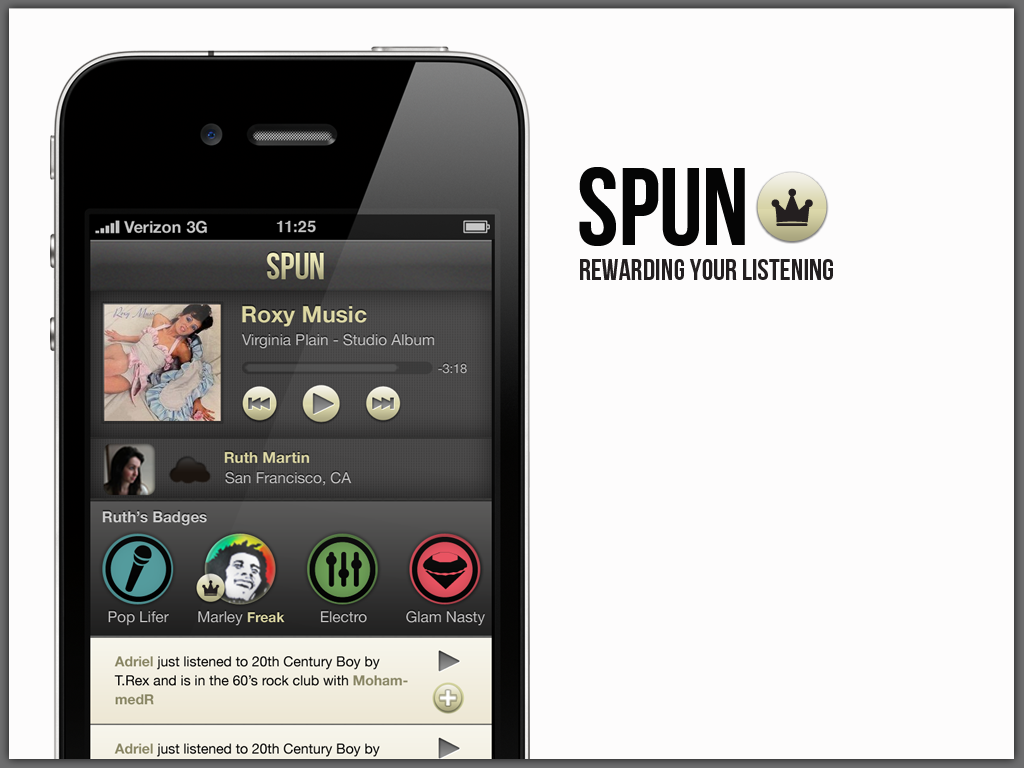 Verizon 3G 11:25
SPUN
Roxy Music
Virginia Plain - Studio Album
-3:18
Ruth Martin
San Francisco, CA
Ruth's Badges
Pop Lifer Marley Freak Electro Glam Nasty
Adriel just listened to 20th Century Boy by
T.Rex and is in the 60's rock club with Moham-
medR
Adriel just listened to 20th Century Boy by
SPUN
REWARDING YOUR LISTENING